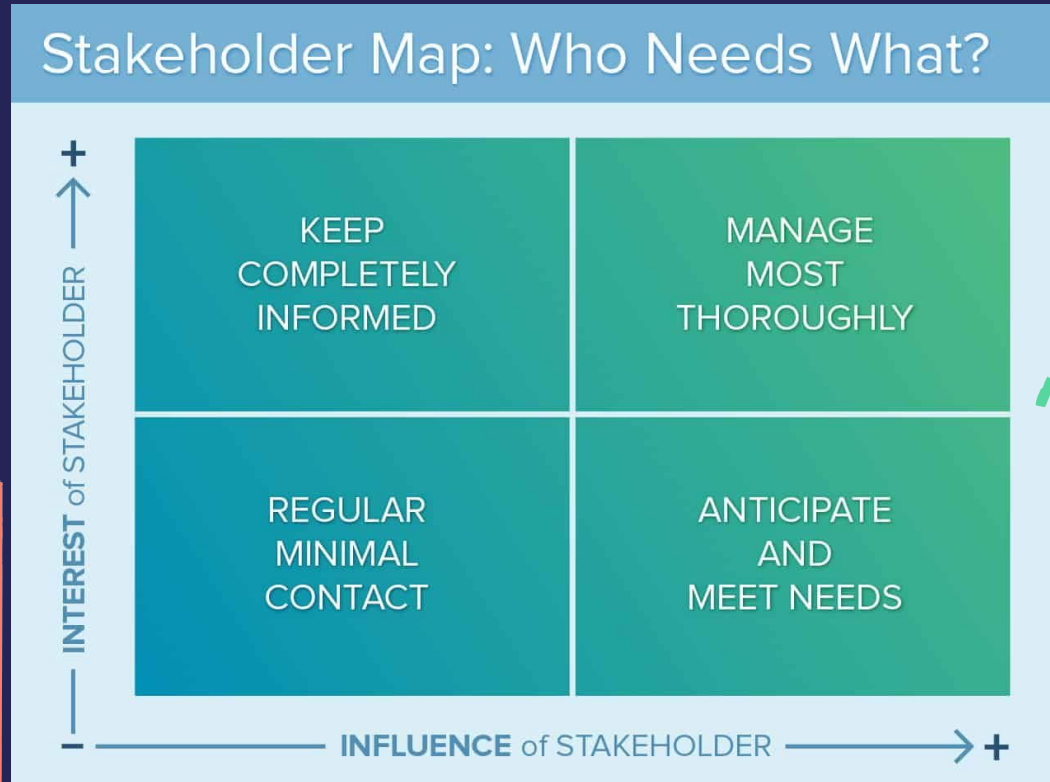 Stakeholder Map: Who Needs What?
+
INTEREST of STAKEHOLDER
KEEP
COMPLETELY
INFORMED
MANAGE
MOST
THOROUGHLY
REGULAR
MINIMAL
CONTACT
ANTICIPATE
AND
MEET NEEDS
−
INFLUENCE of STAKEHOLDER
+